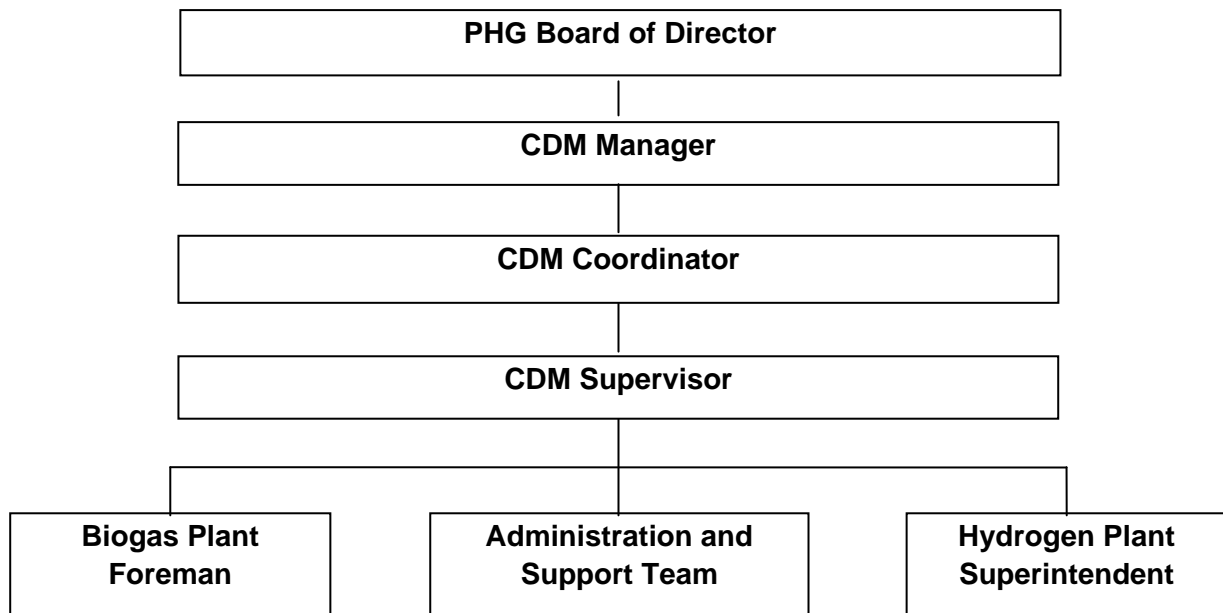 PHG Board of Director
CDM Manager
CDM Coordinator
CDM Supervisor
Biogas Plant
Foreman
Administration and
Support Team
Hydrogen Plant
Superintendent